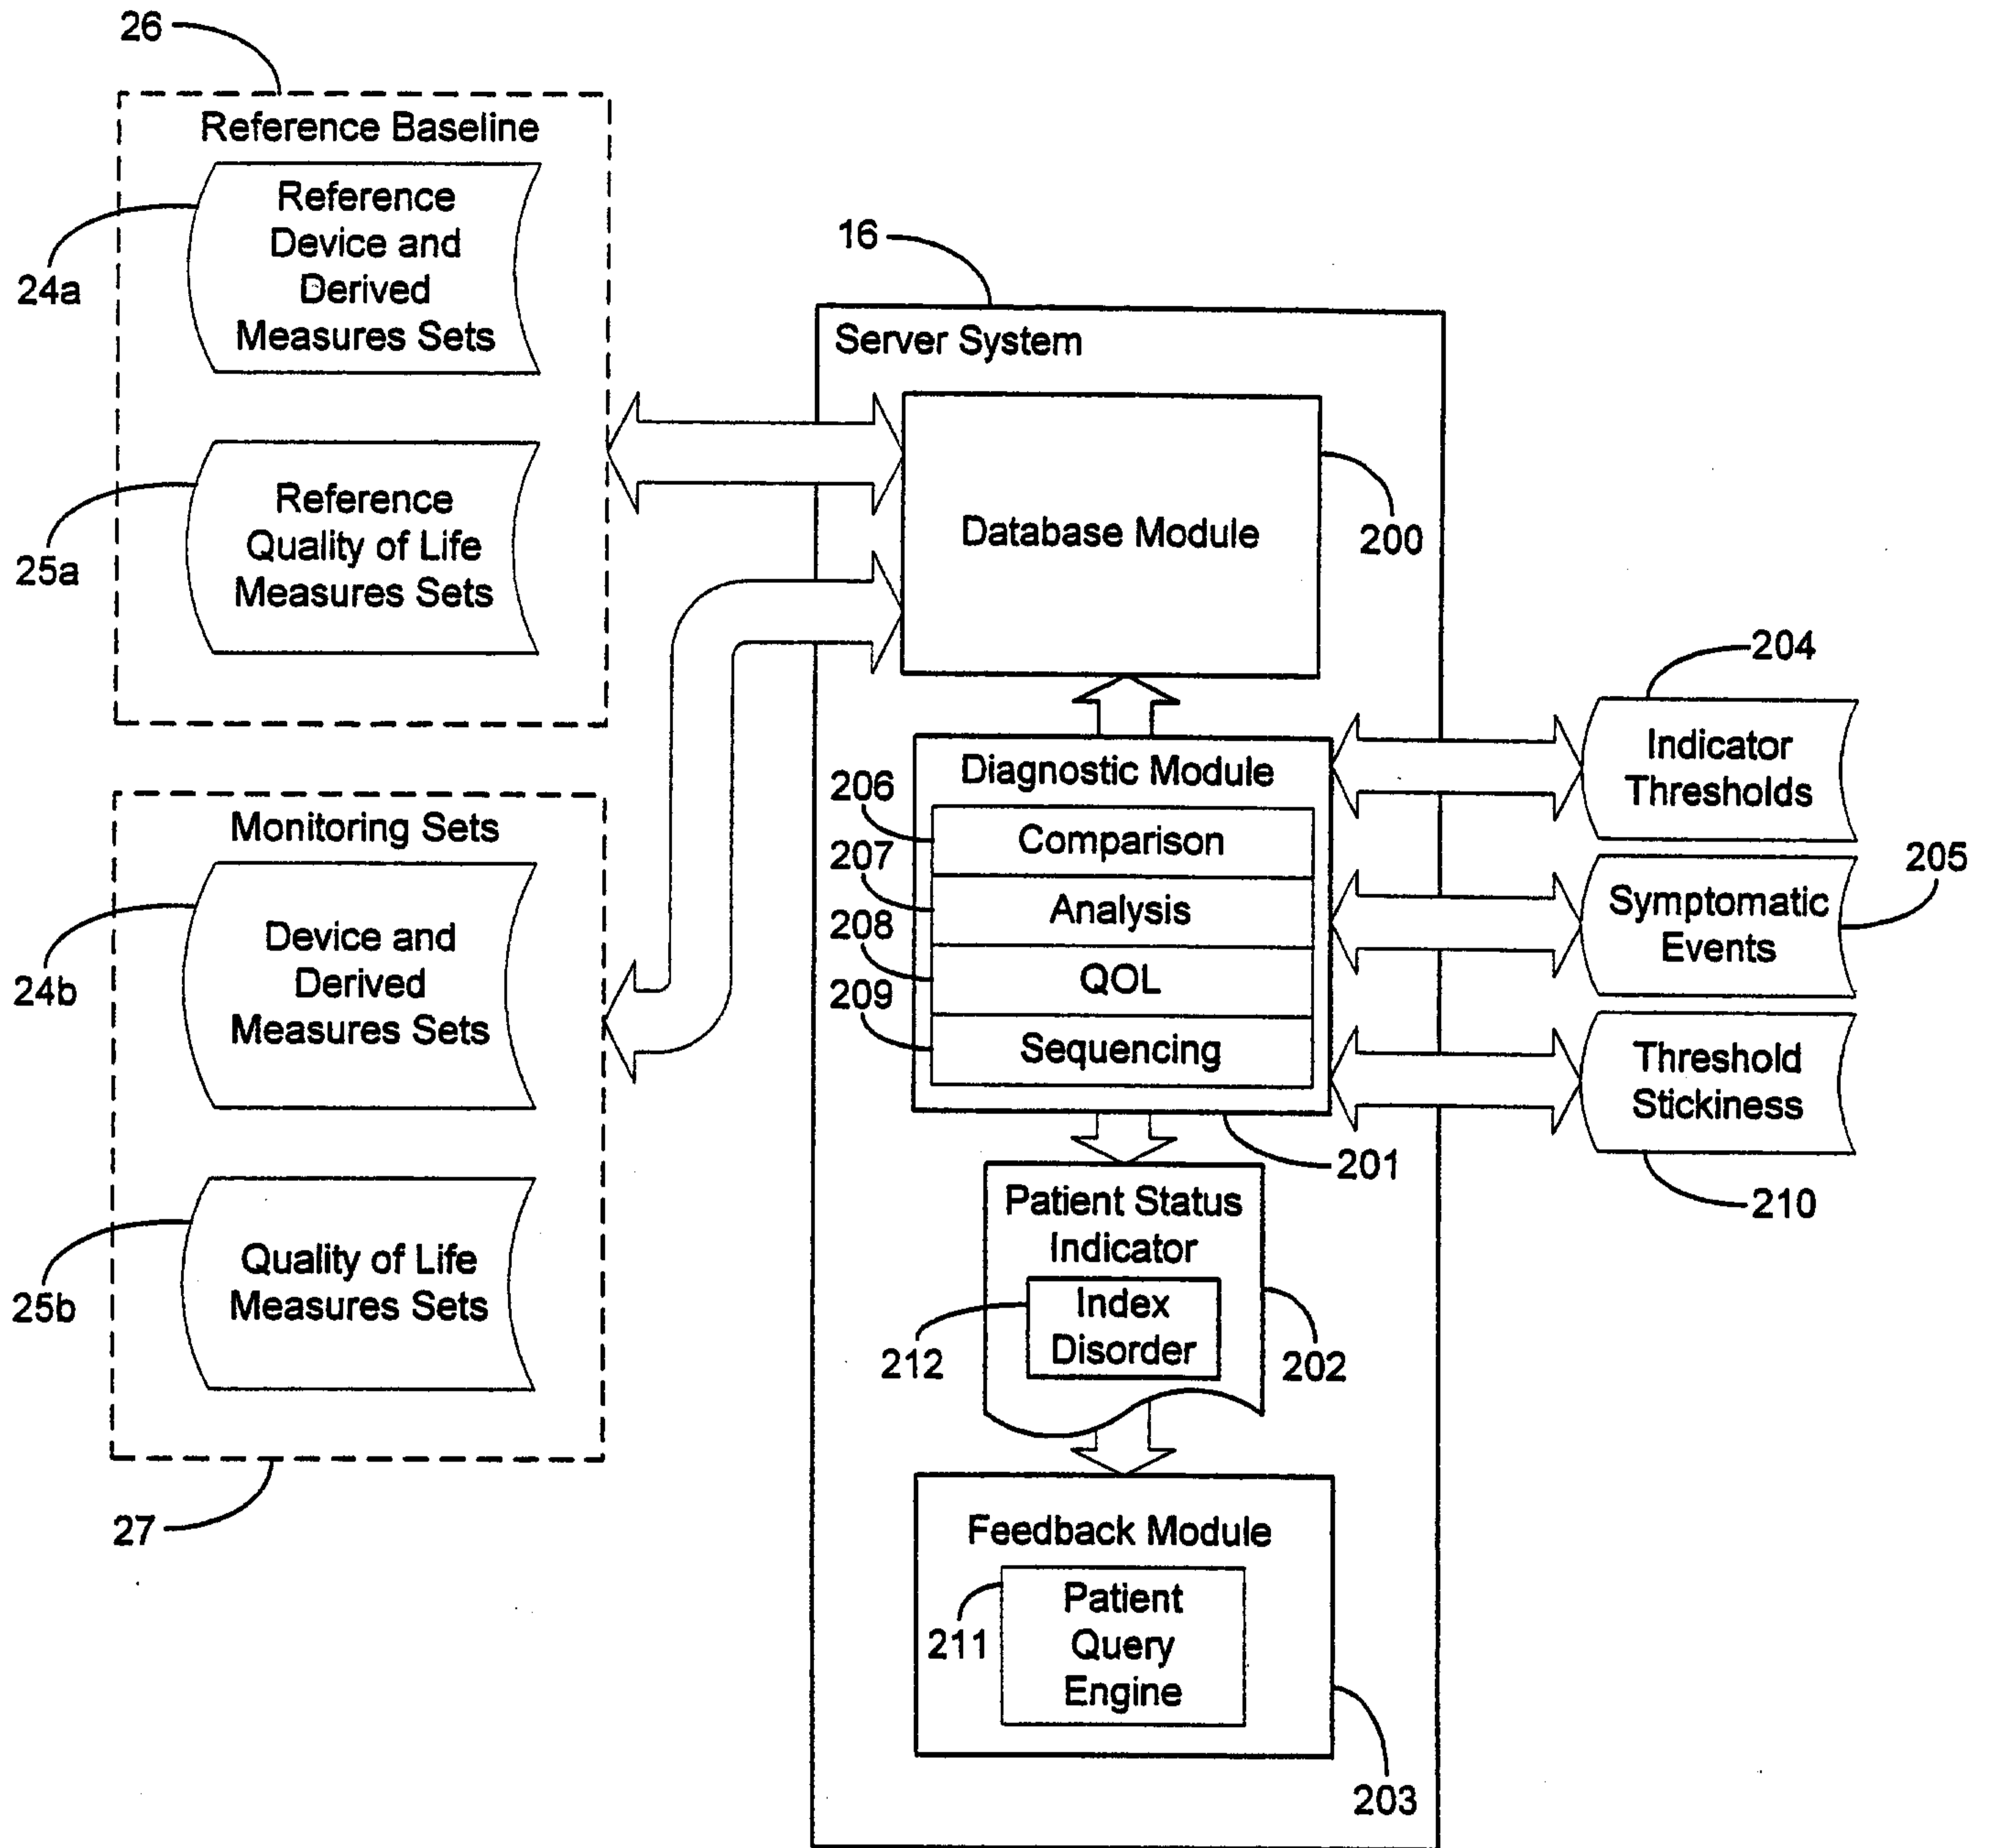 26
Reference Baseline
Reference
Device and
Derived
Measures Sets
24a
Reference
Quality of Life
Measures Sets
25a
Monitoring Sets
Device and
Derived
Measures Sets
24b
Quality of Life
Measures Sets
25b
27
16
Server System
Database Module
200
Diagnostic Module
206
Comparison
207
Analysis
208
QOL
209
Sequencing
201
204
Indicator
Thresholds
205
Symptomatic
Events
Threshold
Stickiness
210
Patient Status
Indicator
Index
Disorder
212
202
Feedback Module
Patient
Query
Engine
211
203